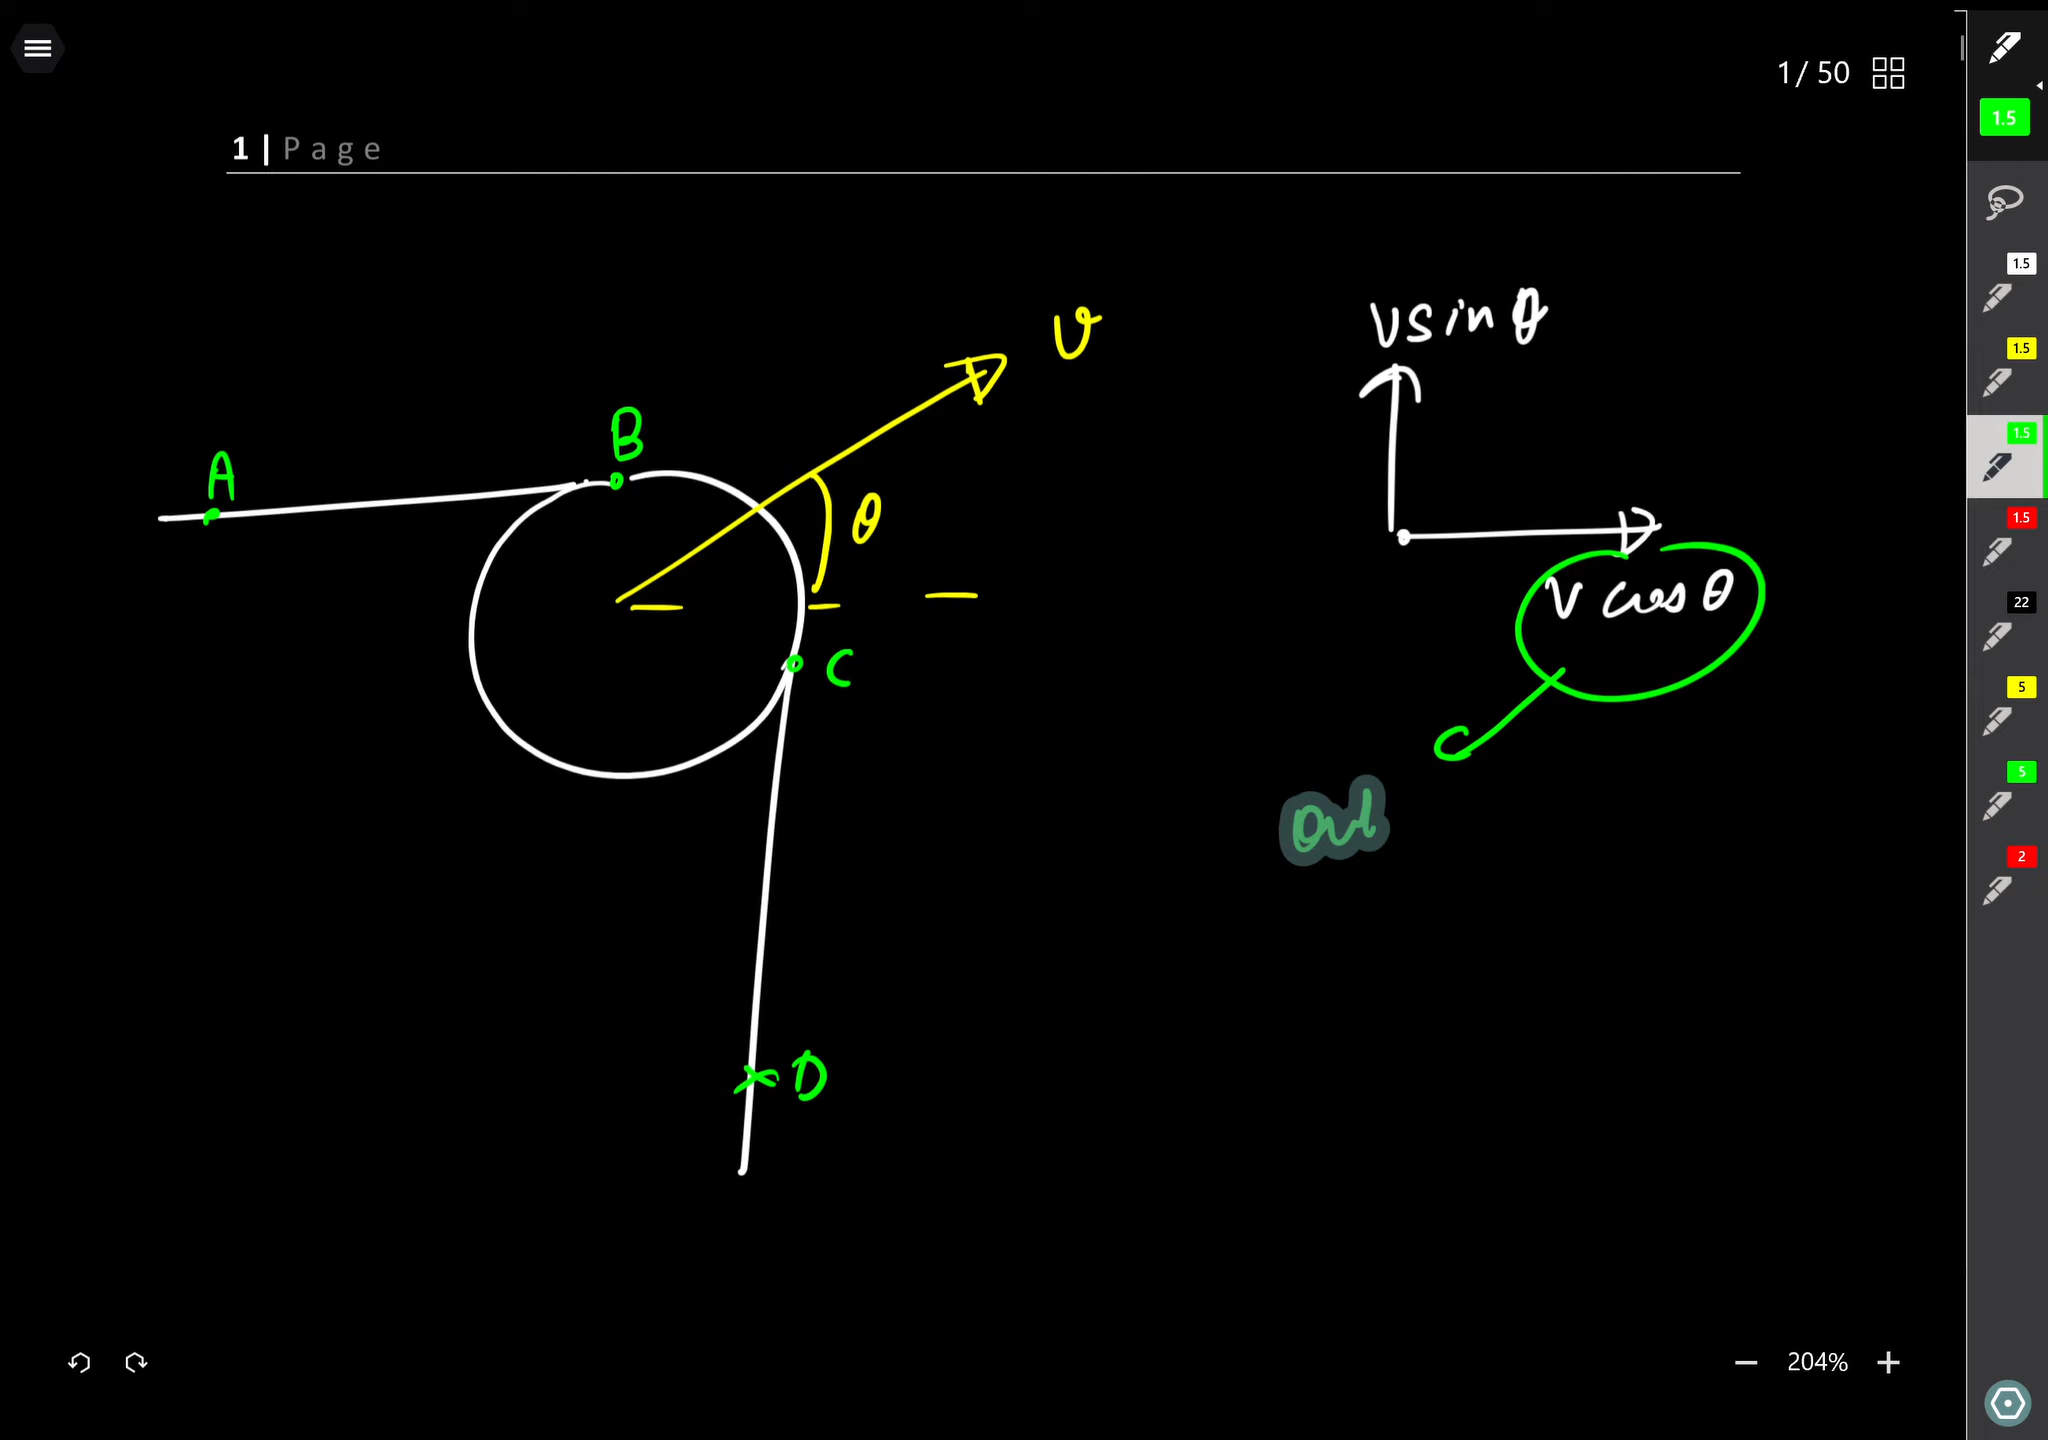 1/ 50
1 | Page
1.5
1.5
1.5
1.5
1.5
22
5
5
2
v
v sin θ
B
A
θ
v cos θ
C
out
D
204%